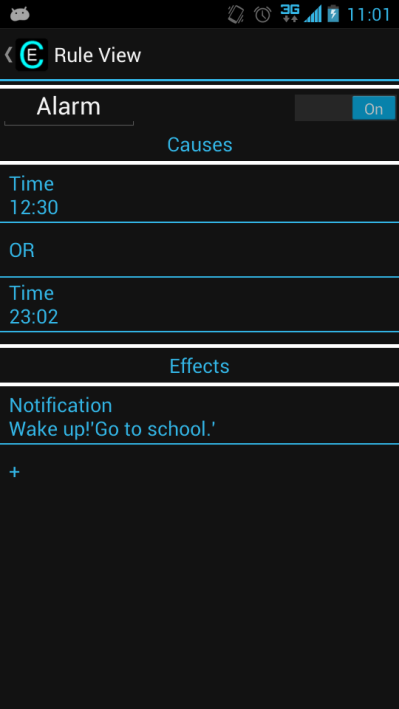 3G 11:01
CE Rule View
Alarm On
Causes
Time
12:30
OR
Time
23:02
Effects
Notification
Wake up!'Go to school.'
+